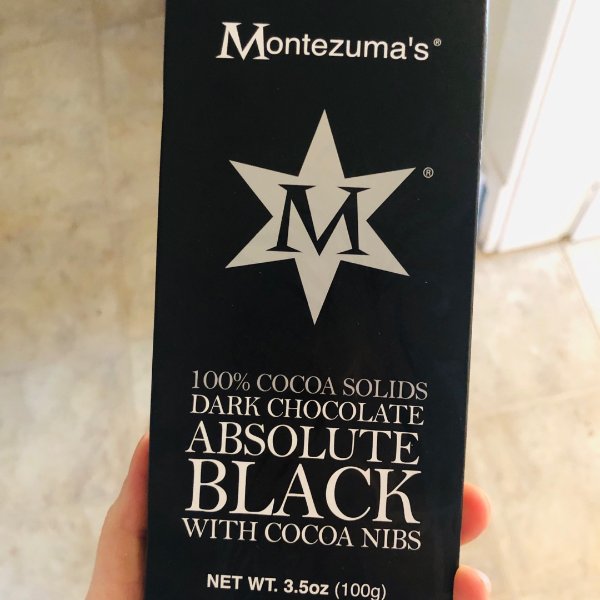 Montezuma's®
M®
100% COCOA SOLIDS
DARK CHOCOLATE
ABSOLUTE
BLACK
WITH COCOA NIBS
NET WT. 3.5oz (100g)